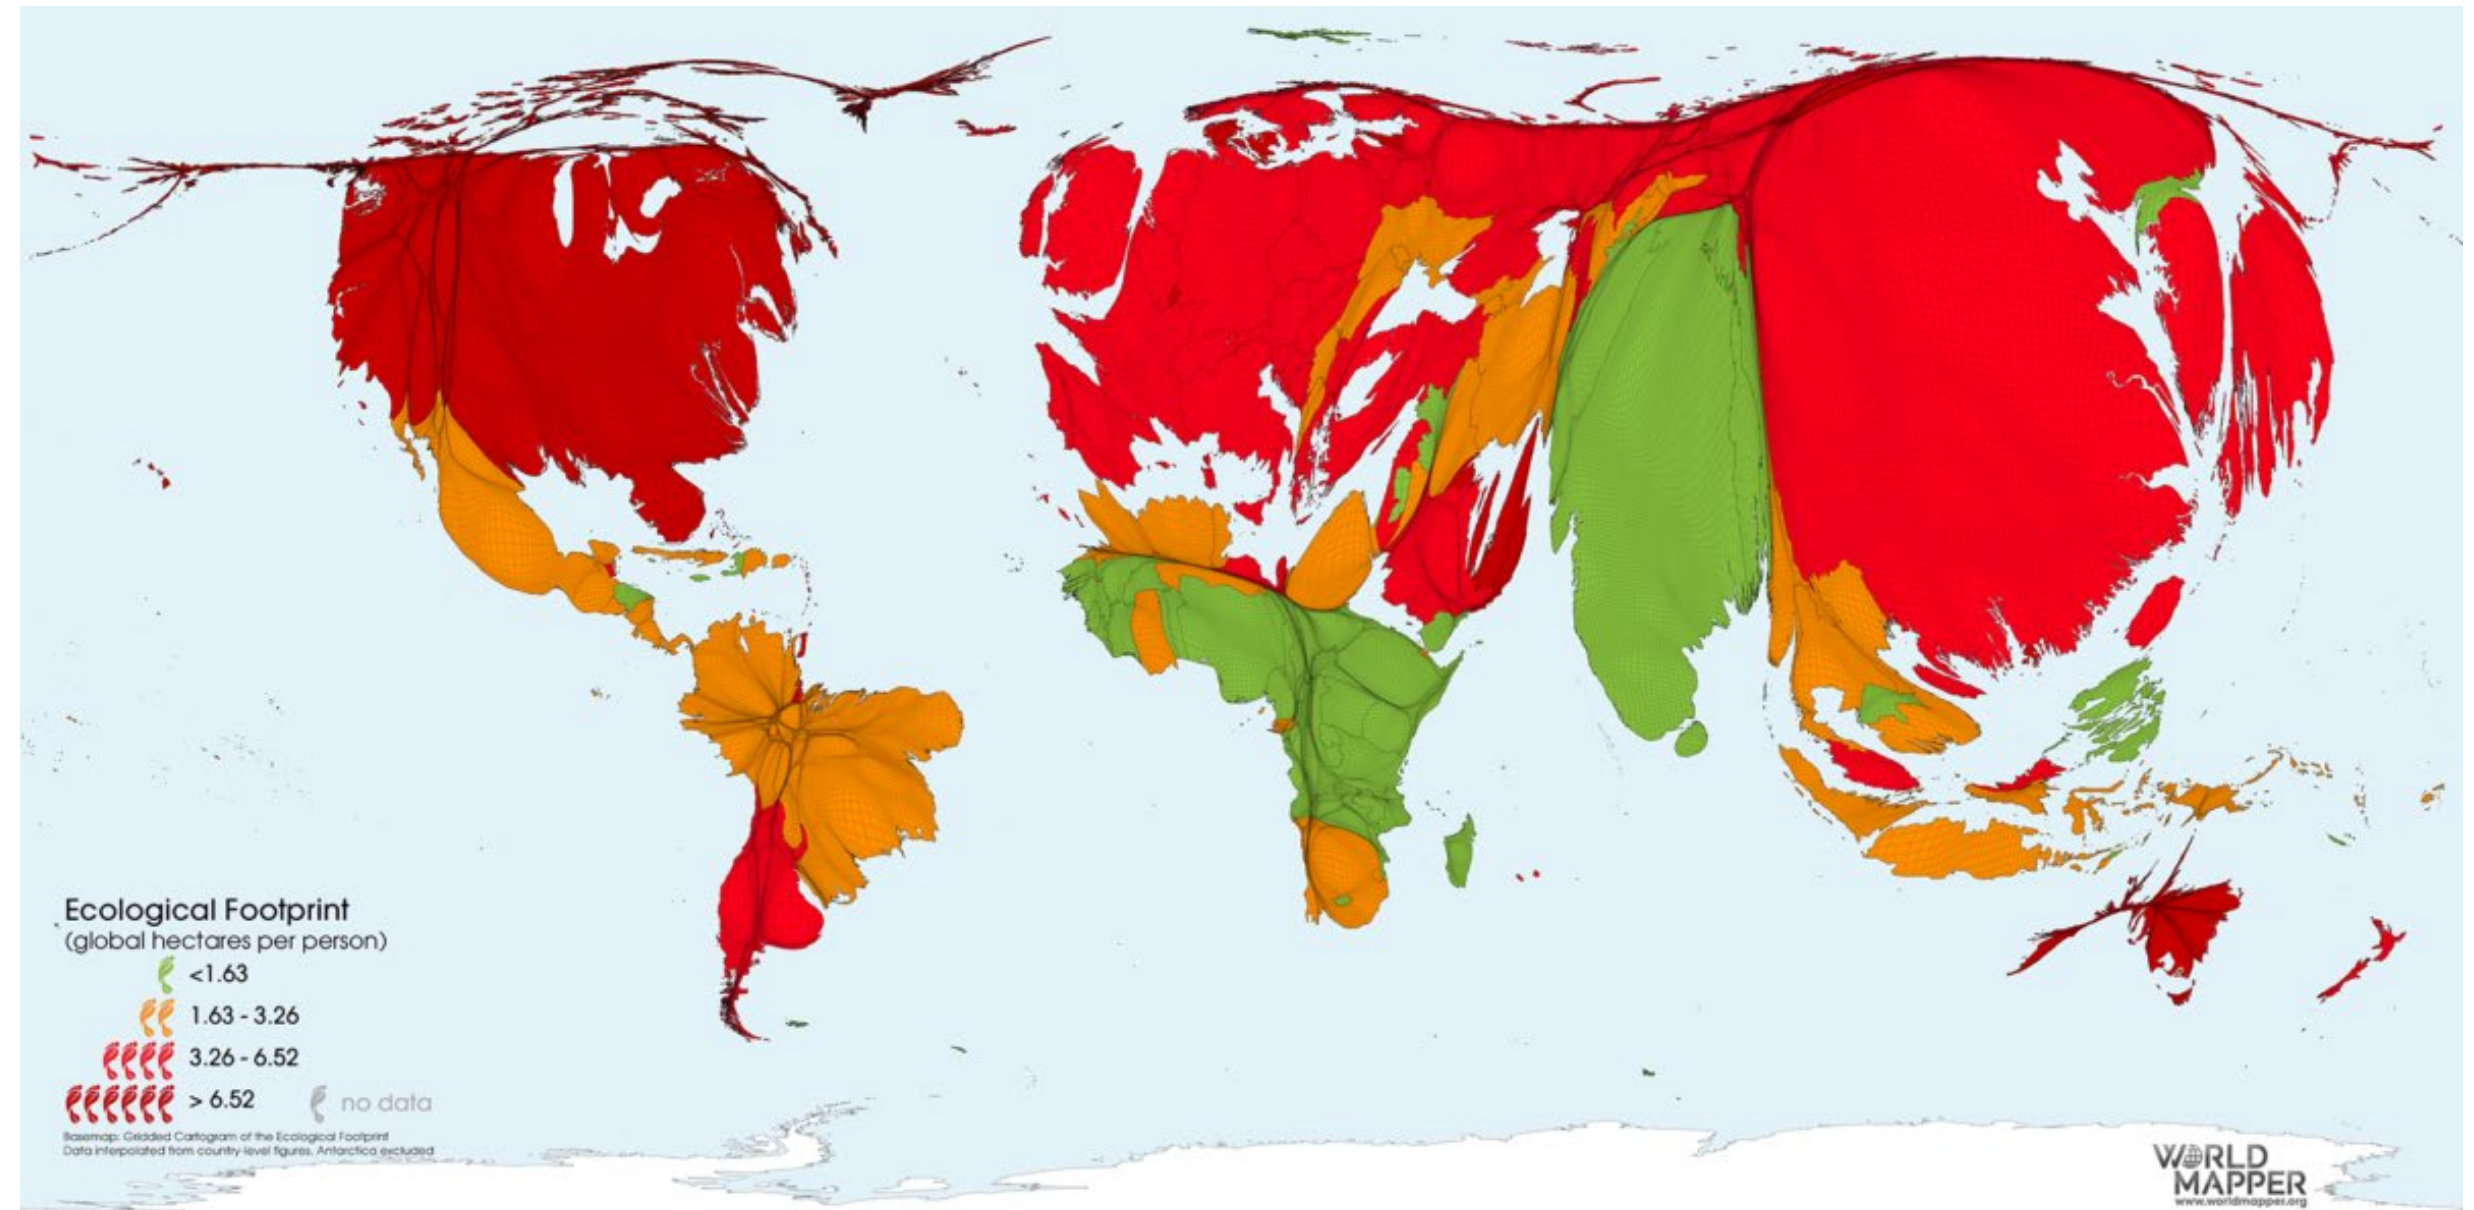 Ecological Footprint
(global hectares per person)
<1.63
1.63 - 3.26
3.26 - 6.52
> 6.52
no data
Basemap: Gridded Cartogram of the Ecological Footprint
Data interpolated from country-level figures, Antarctica excluded
WORLD
MAPPER
www.worldmapper.org